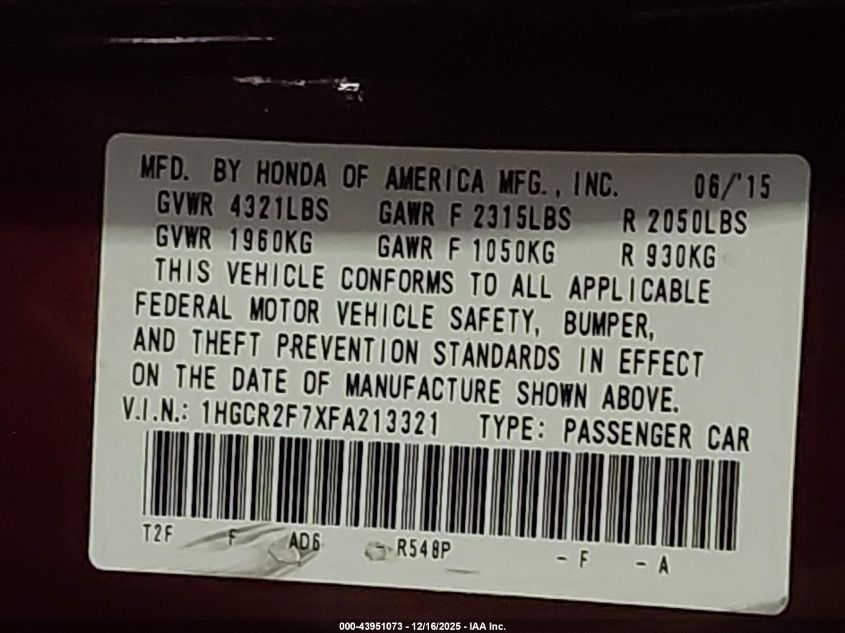 MFD. BY HONDA OF AMERICA MFG., INC. 06/'15
GVWR 4321LBS GAWR F 2315LBS R 2050LBS
GVWR 1960KG GAWR F 1050KG R 930KG
THIS VEHICLE CONFORMS TO ALL APPLICABLE
FEDERAL MOTOR VEHICLE SAFETY, BUMPER,
AND THEFT PREVENTION STANDARDS IN EFFECT
ON THE DATE OF MANUFACTURE SHOWN ABOVE.
V.I.N.: 1HGCR2F7XFA213321 TYPE: PASSENGER CAR
T2F F AD6 R548P - F - A
000-43951073 - 12/16/2025 - IAA Inc.